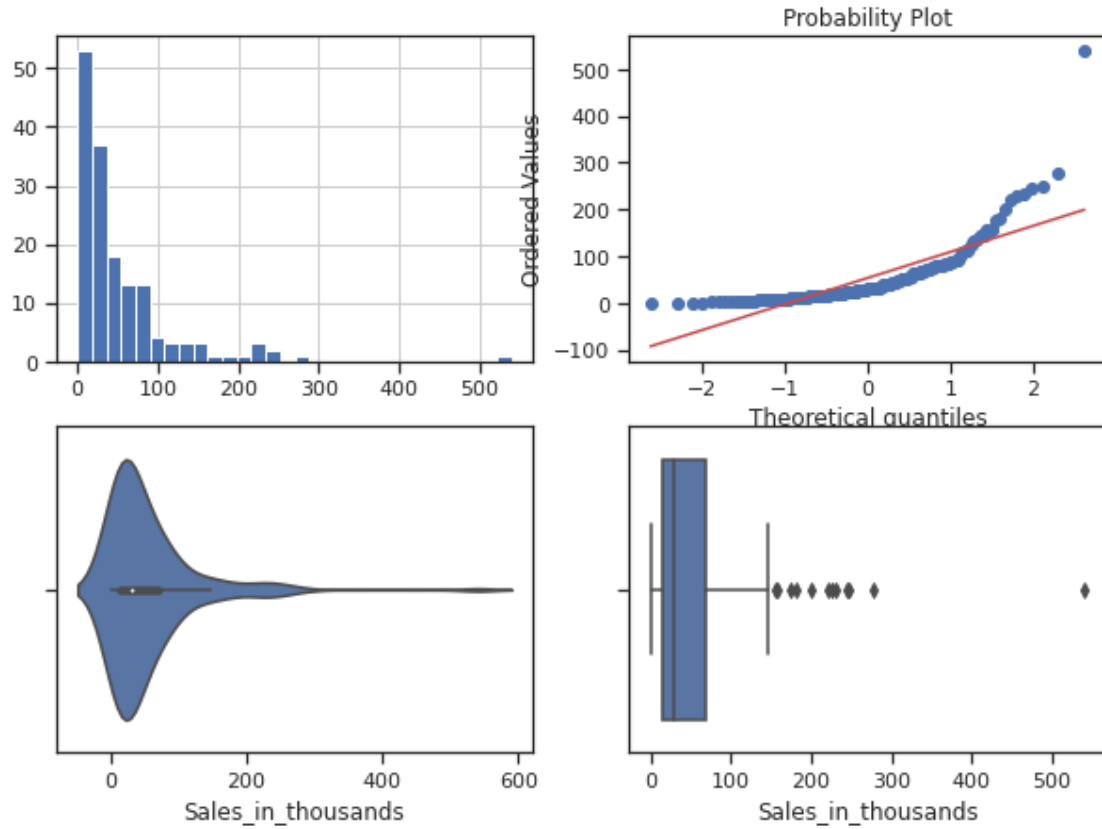 Probability Plot
50
40
30
20
10
0
0 100 200 300 400 500
Ordered Values
500
400
300
200
100
0
−100
−2 −1 0 1 2
Theoretical quantiles
0 200 400 600
Sales_in_thousands
0 100 200 300 400 500
Sales_in_thousands